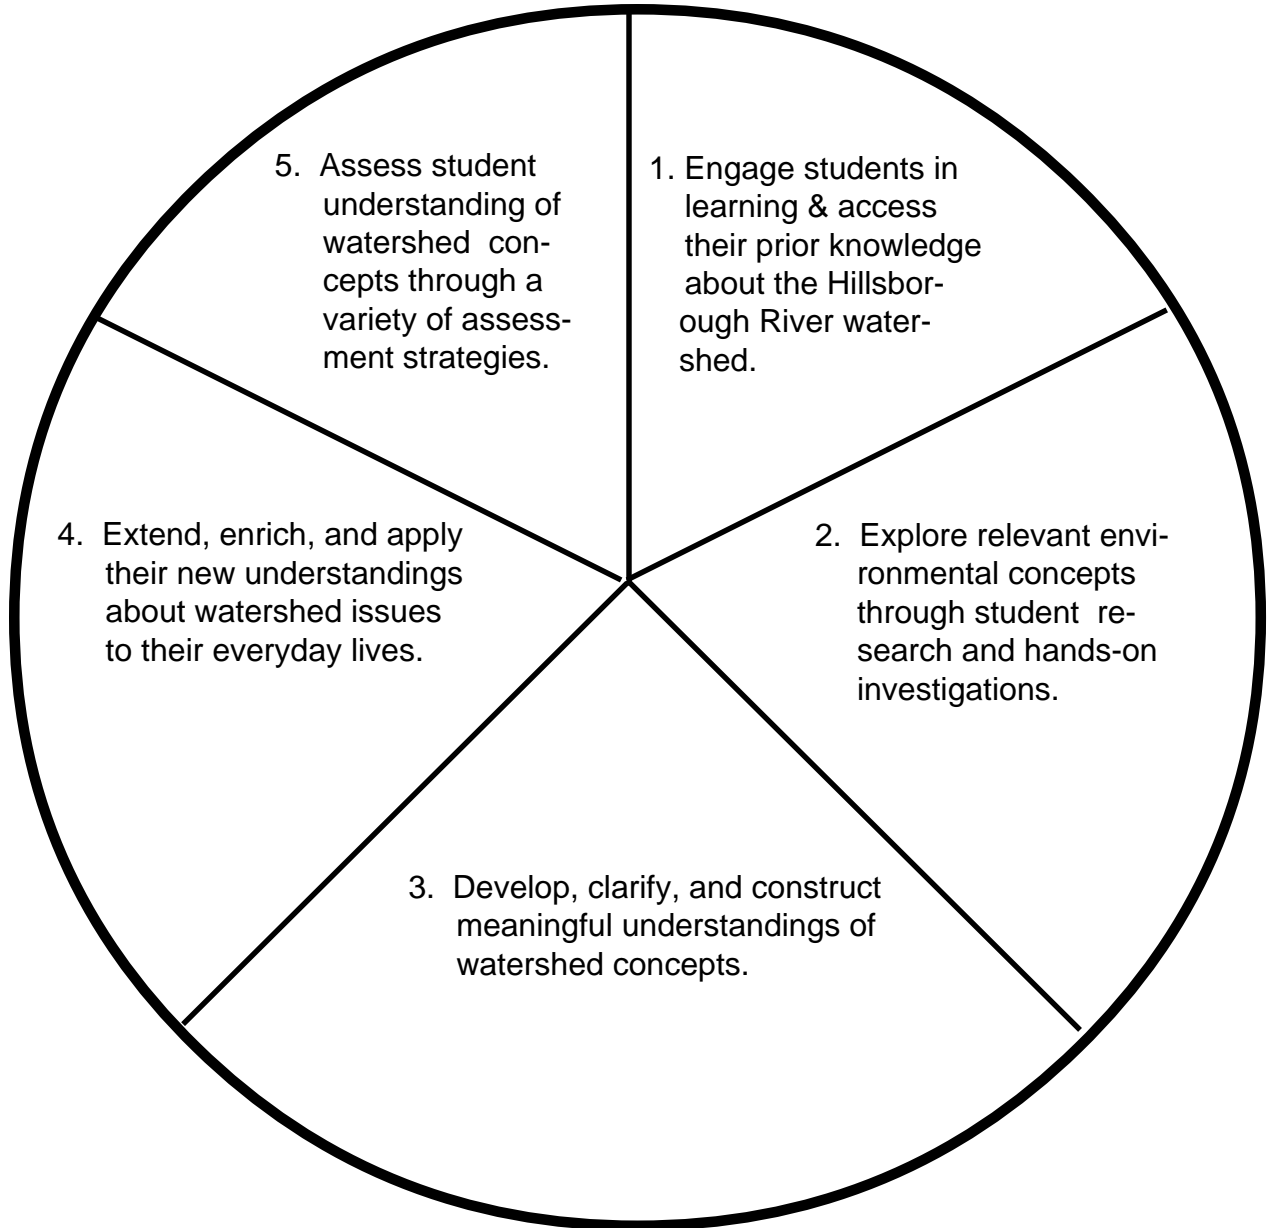 1. Engage students in
learning & access
their prior knowledge
about the Hillsbor-
ough River water-
shed.
2. Explore relevant envi-
ronmental concepts
through student re-
search and hands-on
investigations.
3. Develop, clarify, and construct
meaningful understandings of
watershed concepts.
4. Extend, enrich, and apply
their new understandings
about watershed issues
to their everyday lives.
5. Assess student
understanding of
watershed con-
cepts through a
variety of assess-
ment strategies.